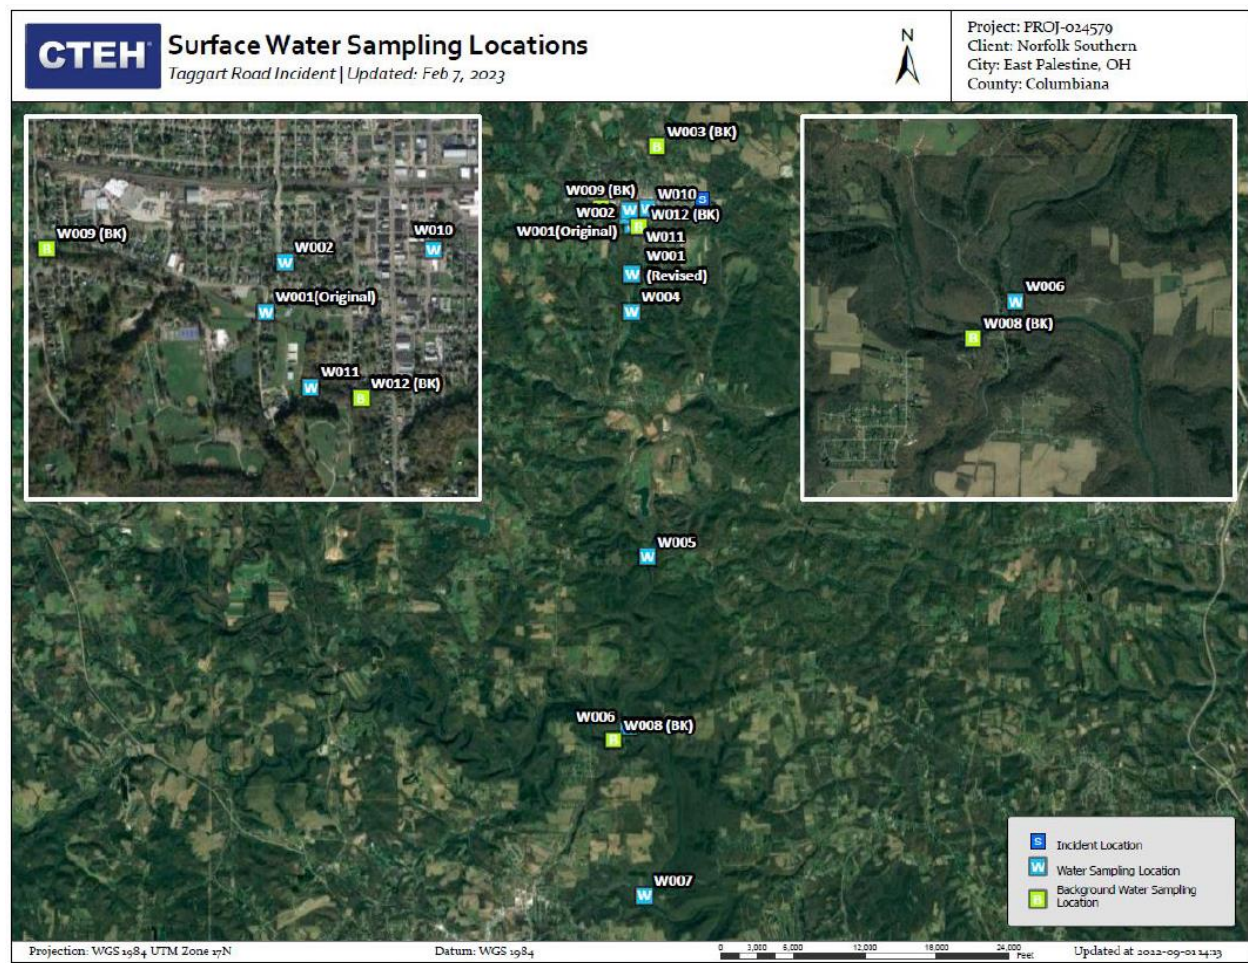 CTEH
Surface Water Sampling Locations
Taggart Road Incident | Updated: Feb 7, 2023
N
Project: PROJ-024579
Client: Norfolk Southern
City: East Palestine, OH
County: Columbiana
W009 (BK)
B
W002
W
W010
W
W001(Original)
W
W011
W
W012 (BK)
B
W003 (BK)
B
W009 (BK)
W010
S
W002
W
W
W012 (BK)
W001(Original)
B
W011
W001
W
(Revised)
W004
W
W006
W
W008 (BK)
B
W005
W
W006
W008 (BK)
B
W007
W
S Incident Location
W Water Sampling Location
B Background Water Sampling
Location
Projection: WGS 1984 UTM Zone 17N
Datum: WGS 1984
0 3,000 6,000 12,000 18,000 24,000
Feet
Updated at 2022-09-01 14:13